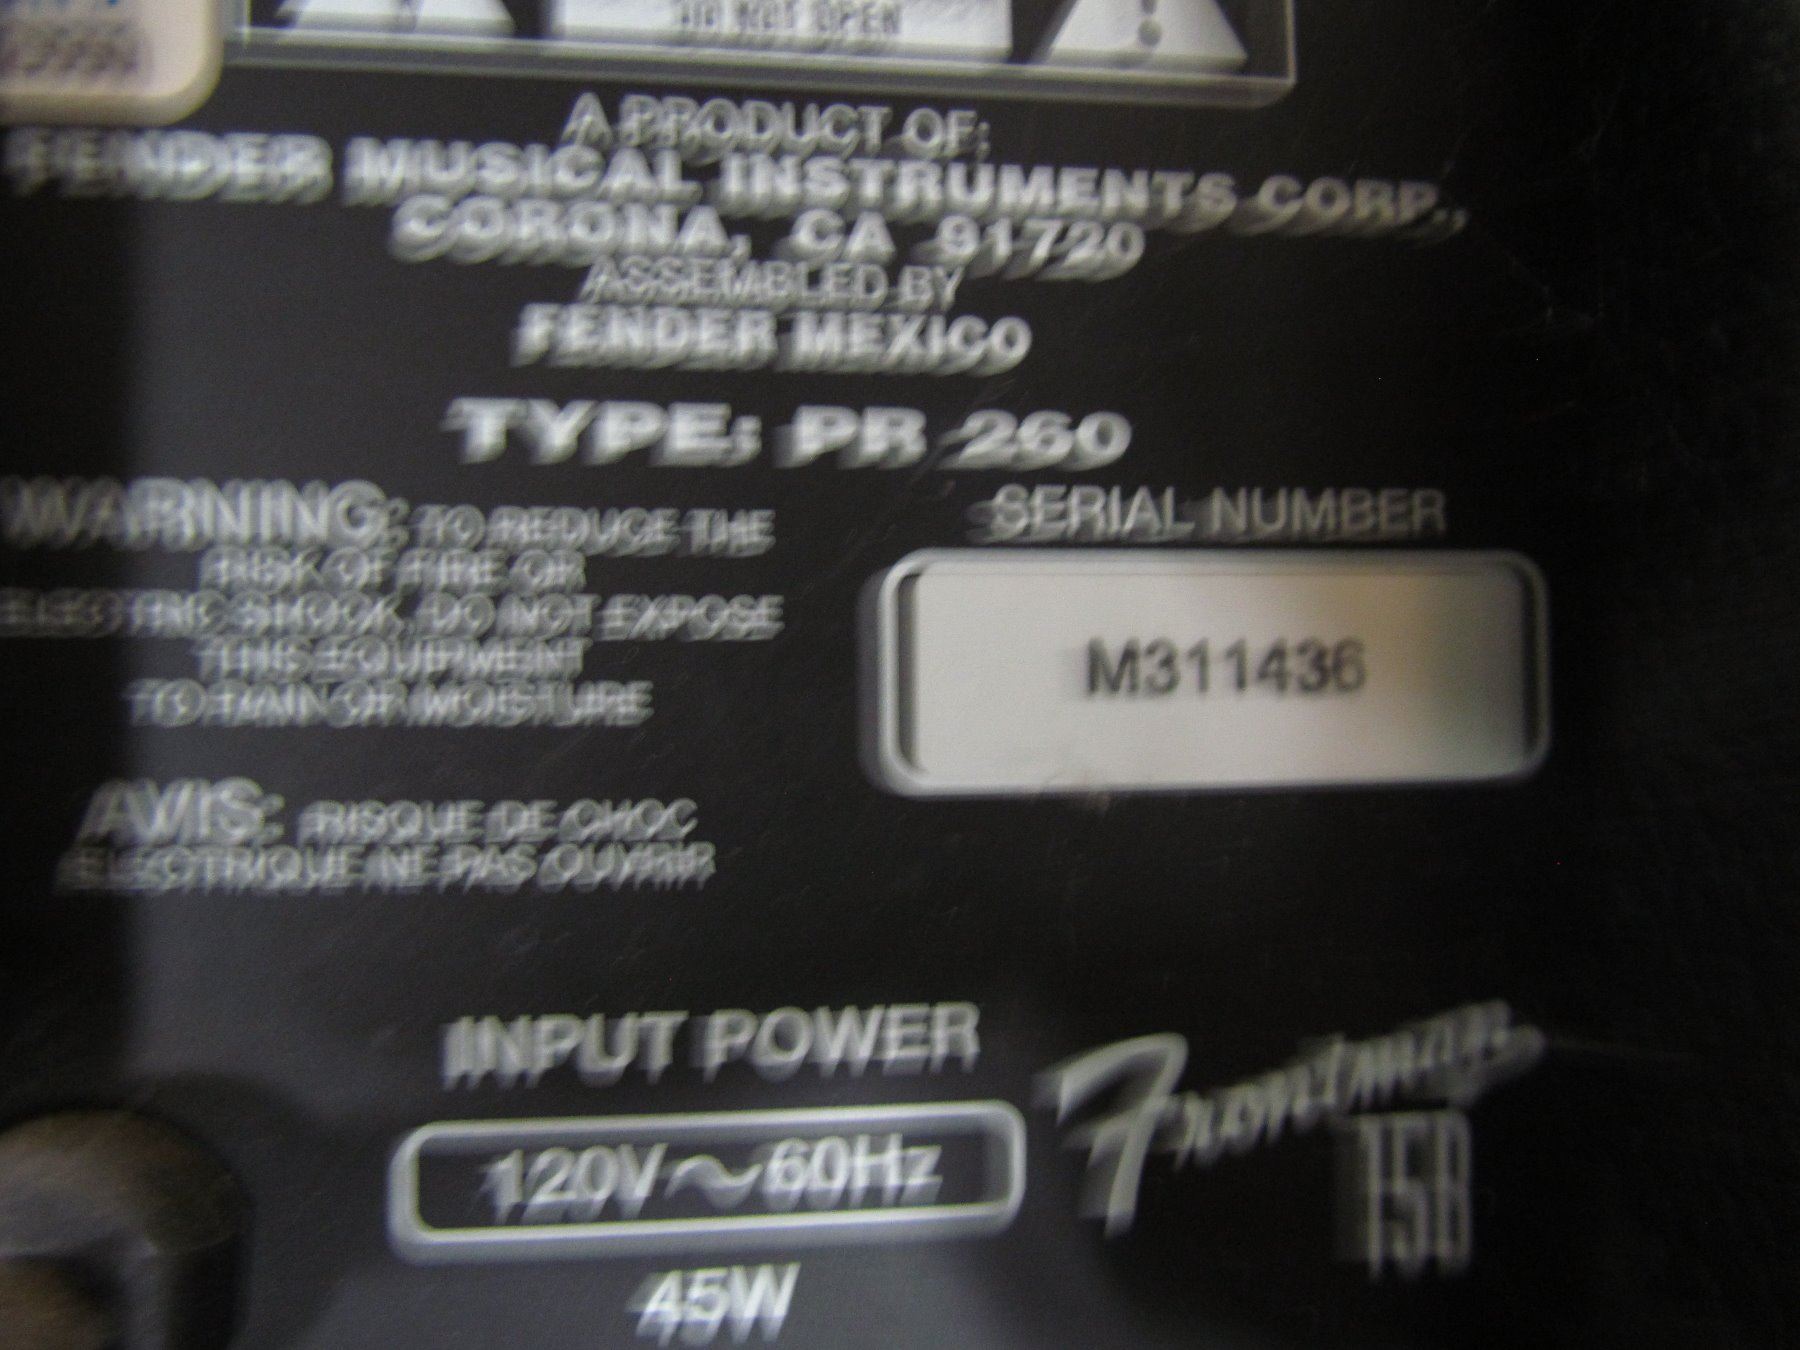 DO NOT OPEN
A PRODUCT OF:
FENDER MUSICAL INSTRUMENTS CORP.,
CORONA, CA 91720
ASSEMBLED BY
FENDER MEXICO
TYPE: PR 260
WARNING: TO REDUCE THE
RISK OF FIRE OR
ELECTRIC SHOCK, DO NOT EXPOSE
THIS EQUIPMENT
TO RAIN OR MOISTURE
SERIAL NUMBER
M311436
AVIS: RISQUE DE CHOC
ELECTRIQUE NE PAS OUVRIR
INPUT POWER
120V~60Hz
45W
Frontman
15B